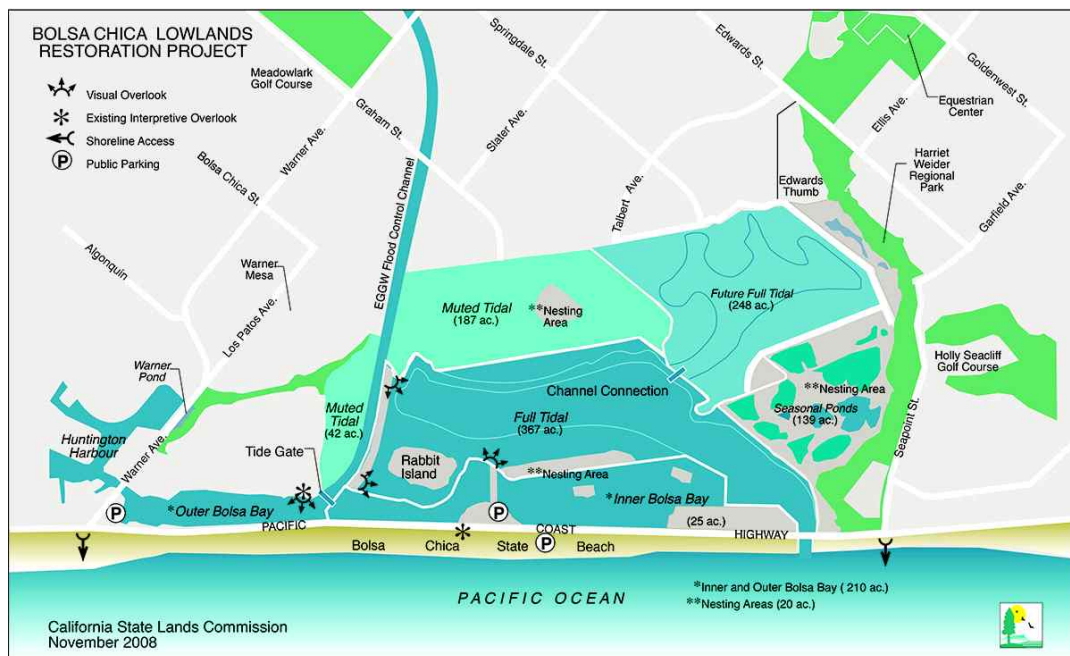 BOLSA CHICA LOWLANDS
RESTORATION PROJECT
Visual Overlook
Existing Interpretive Overlook
Shoreline Access
P
Public Parking
Meadowlark
Golf Course
Springdale St.
Edwards St.
Goldenwest St.
Equestrian
Center
Ellis Ave.
Graham St.
Slater Ave.
Warner Ave.
Bolsa Chica St.
Harriet
Weider
Regional
Park
Edwards
Thumb
Talbert Ave.
Garfield Ave.
EGGW Flood Control Channel
Algonquin
Warner
Mesa
Los Patos Ave.
Muted Tidal
(187 ac.)
**Nesting
Area
Future Full Tidal
(248 ac.)
Holly Seacliff
Golf Course
Warner
Pond
Channel Connection
**Nesting Area
Seasonal Ponds
(139 ac.)
Seapoint St.
Muted
Tidal
(42 ac.)
Full Tidal
(367 ac.)
Huntington
Harbour
Warner Ave.
Tide Gate
Rabbit
Island
**Nesting Area
*Inner Bolsa Bay
(25 ac.)
P
*Outer Bolsa Bay
P
PACIFIC COAST HIGHWAY
Bolsa Chica State Beach
P
PACIFIC OCEAN
*Inner and Outer Bolsa Bay ( 210 ac.)
**Nesting Areas (20 ac.)
California State Lands Commission
November 2008